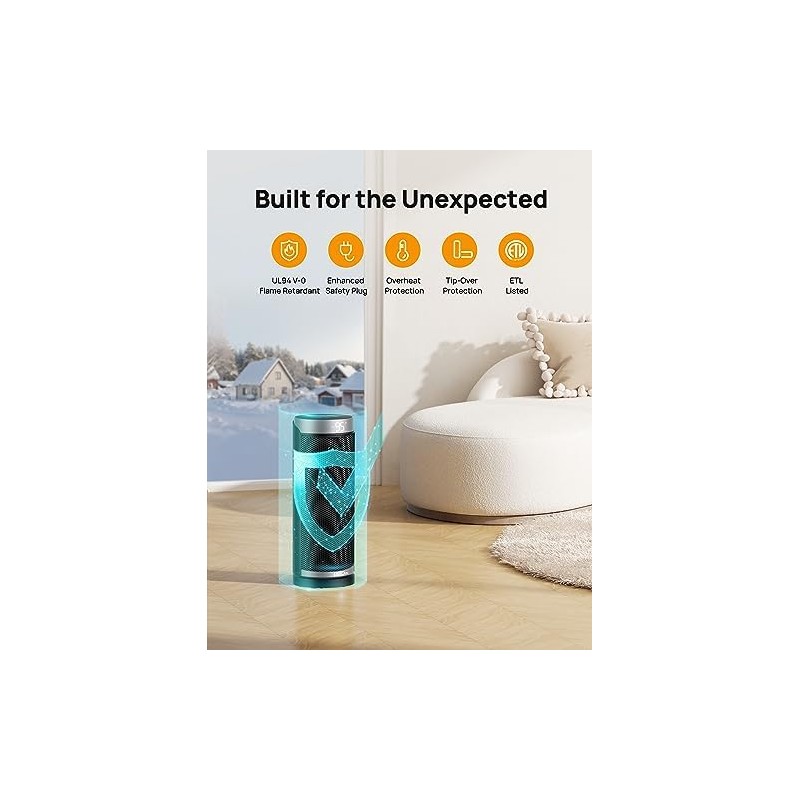 Built for the Unexpected
UL94 V-0
Flame Retardant
Enhanced
Safety Plug
Overheat
Protection
Tip-Over
Protection
ETL
ETL
Listed
95